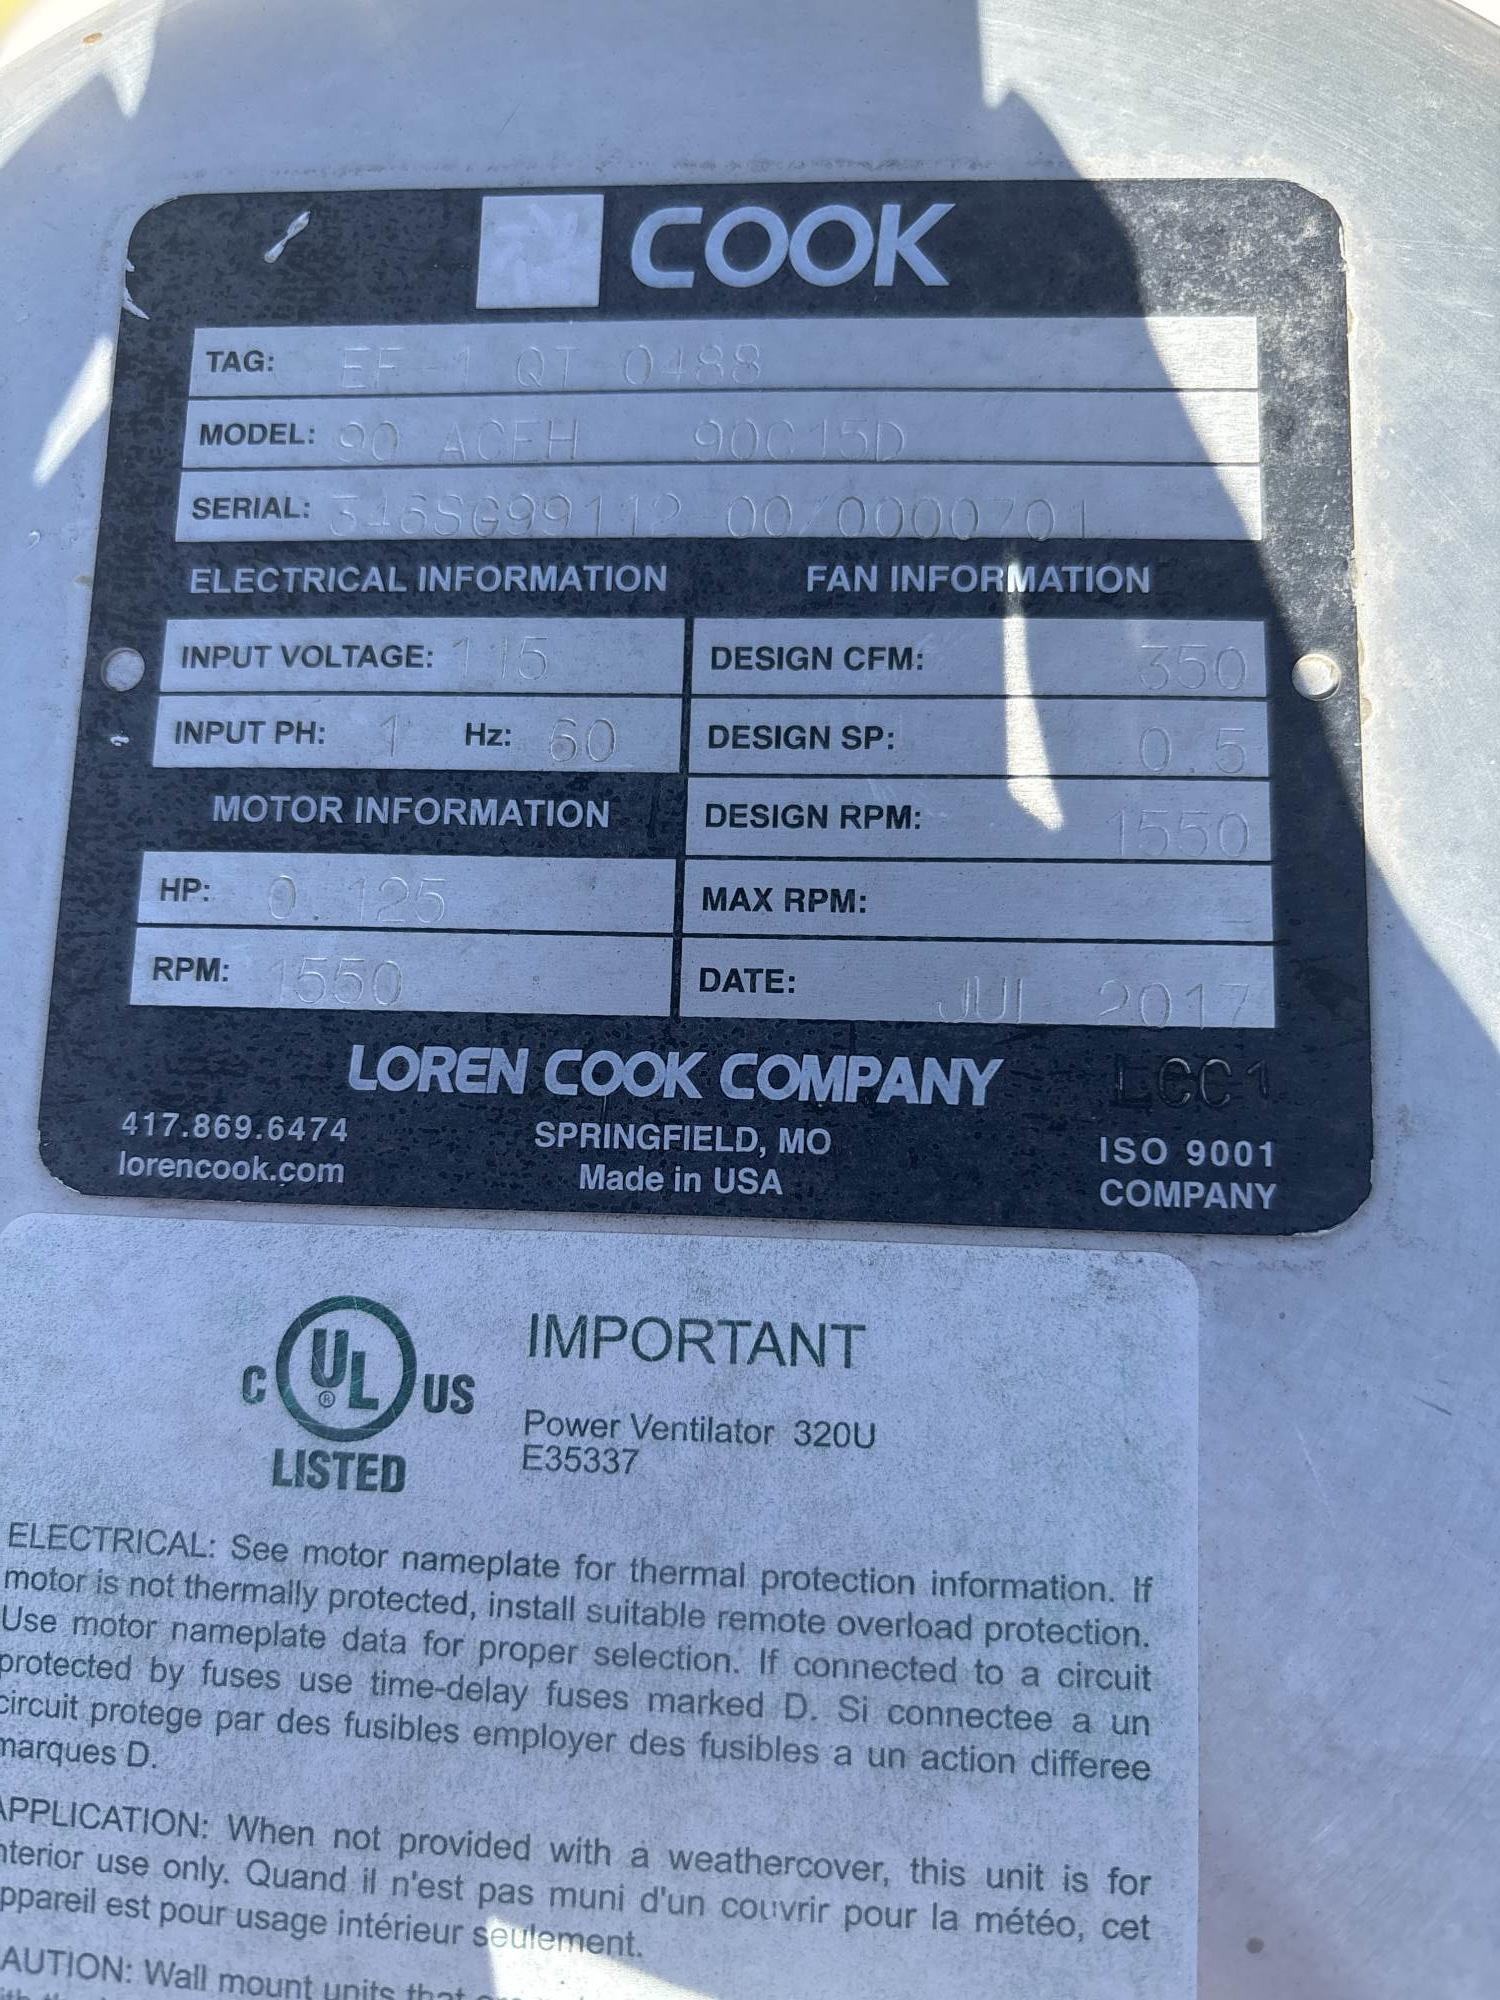 COOK
TAG: EF-1 QT 0488
MODEL: 90 ACEH 90C15D
SERIAL: 346SG99112-00/0000701
ELECTRICAL INFORMATION FAN INFORMATION
INPUT VOLTAGE: 115 DESIGN CFM: 350
INPUT PH: 1 Hz: 60 DESIGN SP: 0.5
MOTOR INFORMATION DESIGN RPM: 1550
HP: 0.125 MAX RPM:
RPM: 1550 DATE: JUL 2017
LOREN COOK COMPANY LCC1
417.869.6474 SPRINGFIELD, MO ISO 9001
lorencook.com Made in USA COMPANY
C UL ® US IMPORTANT
LISTED Power Ventilator 320U
E35337
ELECTRICAL: See motor nameplate for thermal protection information. If
motor is not thermally protected, install suitable remote overload protection.
Use motor nameplate data for proper selection. If connected to a circuit
protected by fuses use time-delay fuses marked D. Si connectee a un
circuit protege par des fusibles employer des fusibles a un action differee
marques D.
APPLICATION: When not provided with a weathercover, this unit is for
nterior use only. Quand il n'est pas muni d'un couvrir pour la météo, cet
ppareil est pour usage intérieur seulement.
AUTION: Wall mount units that